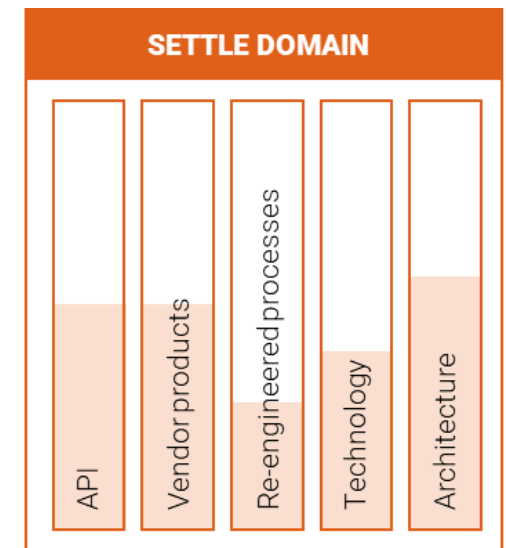 SETTLE DOMAIN
API
Vendor products
Re-engineered processes
Technology
Architecture